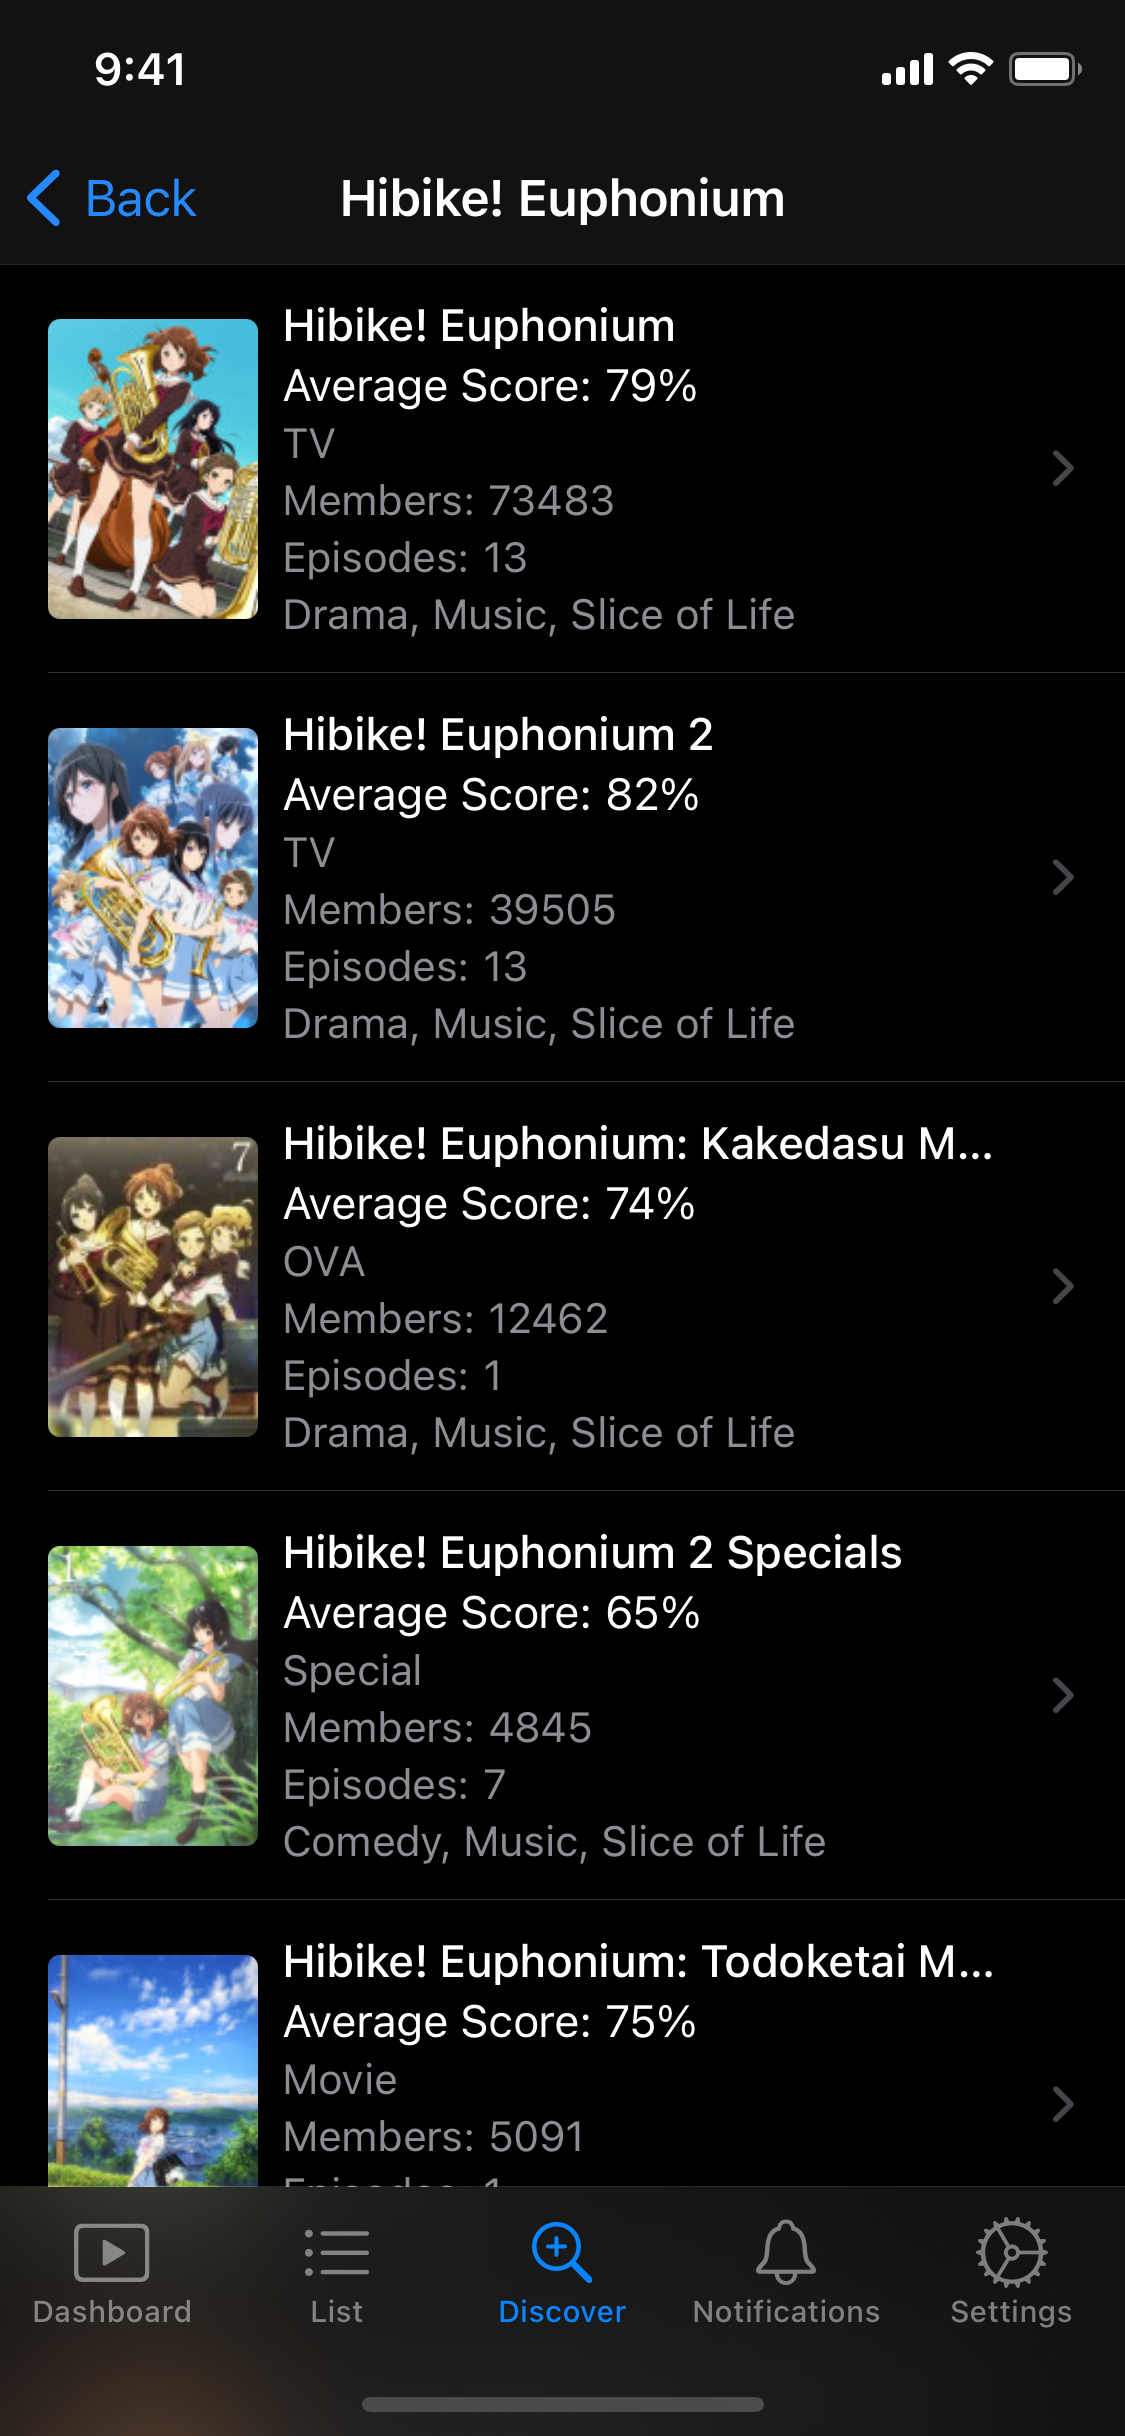 9:41
Back
Hibike! Euphonium
Hibike! Euphonium
Average Score: 79%
TV
Members: 73483
Episodes: 13
Drama, Music, Slice of Life
Hibike! Euphonium 2
Average Score: 82%
TV
Members: 39505
Episodes: 13
Drama, Music, Slice of Life
7
Hibike! Euphonium: Kakedasu M...
Average Score: 74%
OVA
Members: 12462
Episodes: 1
Drama, Music, Slice of Life
1
Hibike! Euphonium 2 Specials
Average Score: 65%
Special
Members: 4845
Episodes: 7
Comedy, Music, Slice of Life
Hibike! Euphonium: Todoketai M...
Average Score: 75%
Movie
Members: 5091
Episodes: 1
Dashboard
List
Discover
Notifications
Settings